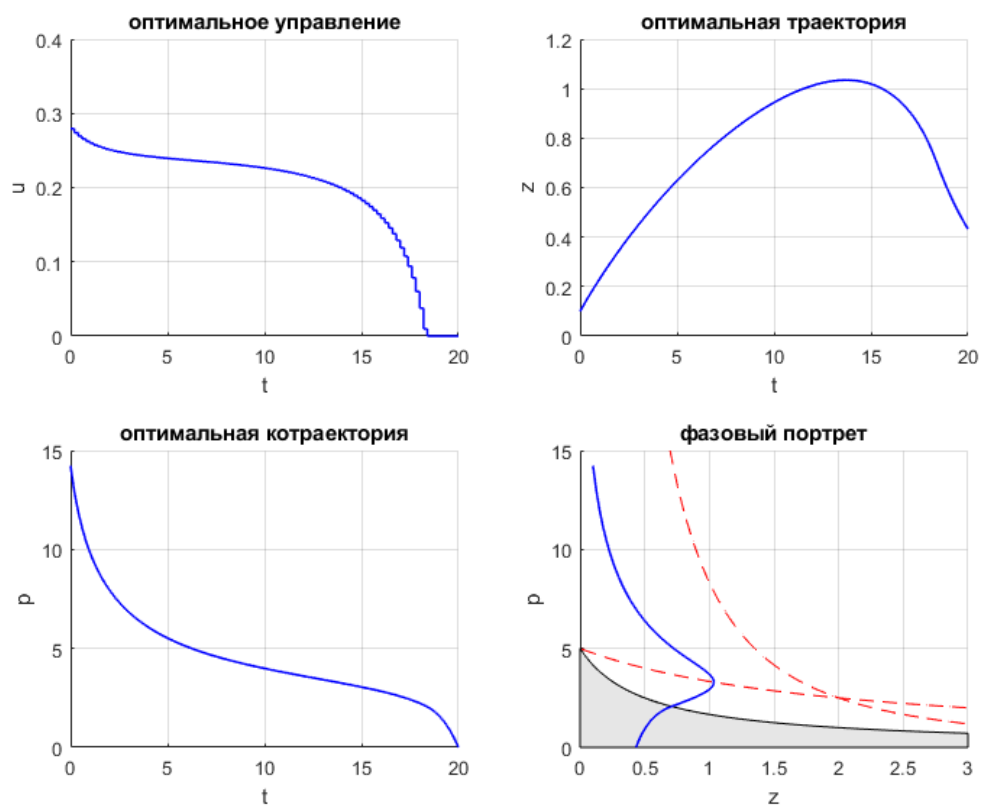 оптимальное управление
0.4
0.3
0.2
0.1
0
u
0 5 10 15 20
t
оптимальная траектория
1.2
1
0.8
0.6
0.4
0.2
0
z
0 5 10 15 20
t
оптимальная котраектория
15
10
5
0
p
0 5 10 15 20
t
фазовый портрет
15
10
5
0
p
0 0.5 1 1.5 2 2.5 3
z